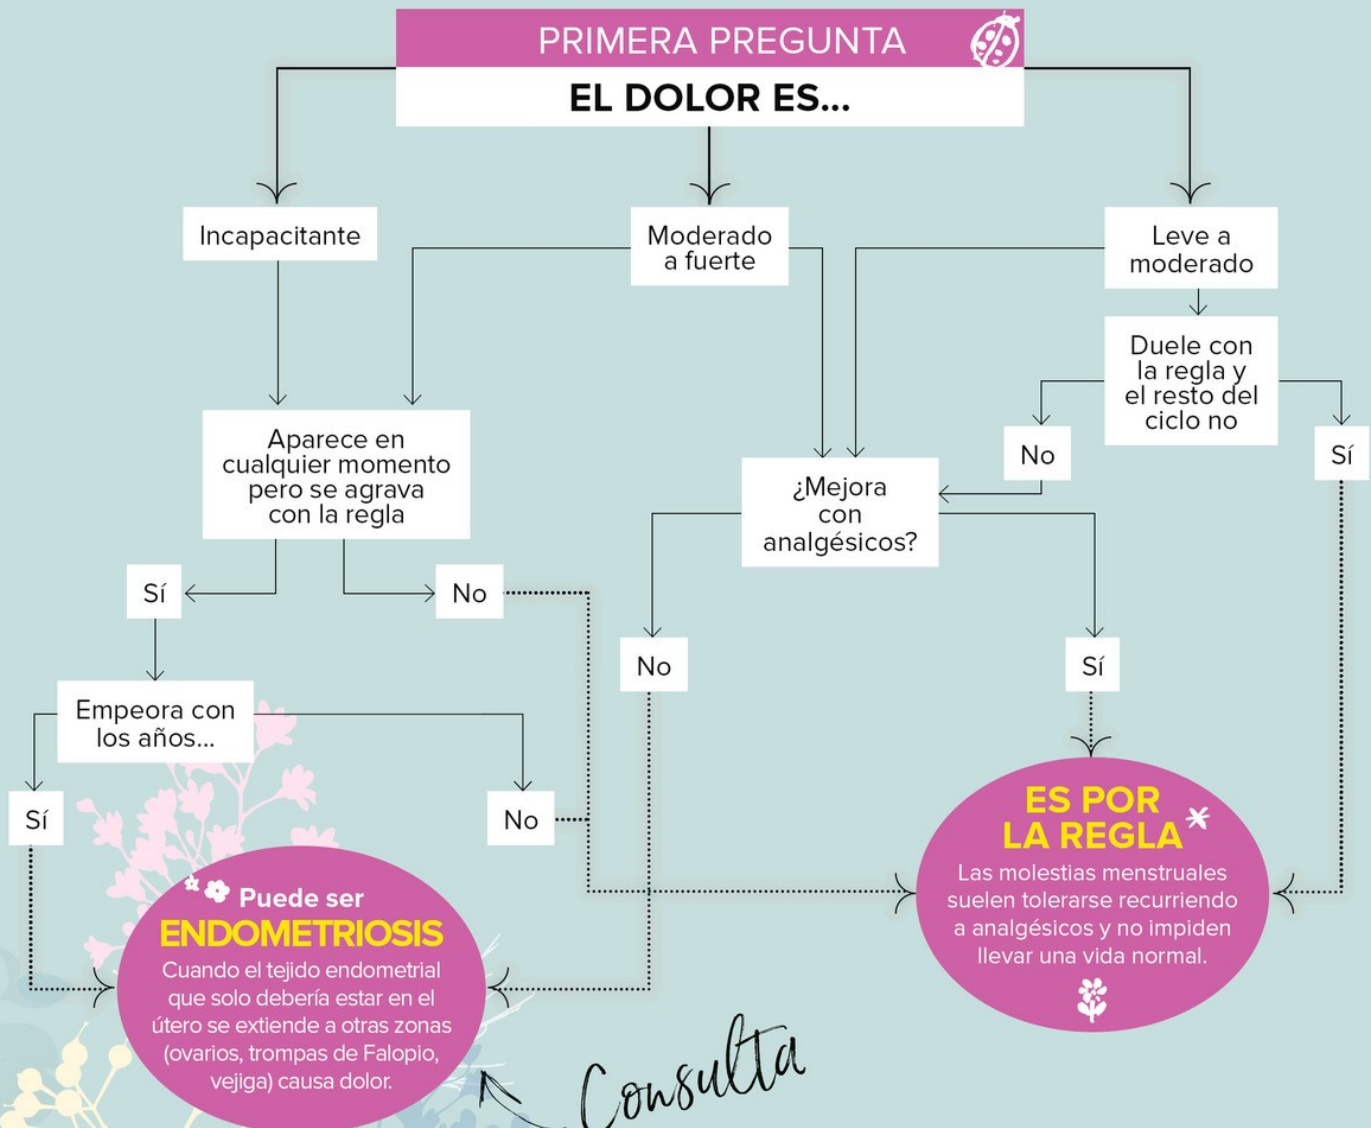 PRIMERA PREGUNTA
EL DOLOR ES...
Incapacitante
Moderado
a fuerte
Leve a
moderado
Duele con
la regla y
el resto del
ciclo no
No
Sí
Aparece en
cualquier momento
pero se agrava
con la regla
¿Mejora
con
analgésicos?
Sí
No
No
Sí
Empeora con
los años...
Sí
No
ES POR
LA REGLA
Las molestias menstruales
suelen tolerarse recurriendo
a analgésicos y no impiden
llevar una vida normal.
Puede ser
ENDOMETRIOSIS
Cuando el tejido endometrial
que solo debería estar en el
útero se extiende a otras zonas
(ovarios, trompas de Falopio,
vejiga) causa dolor.
Consulta